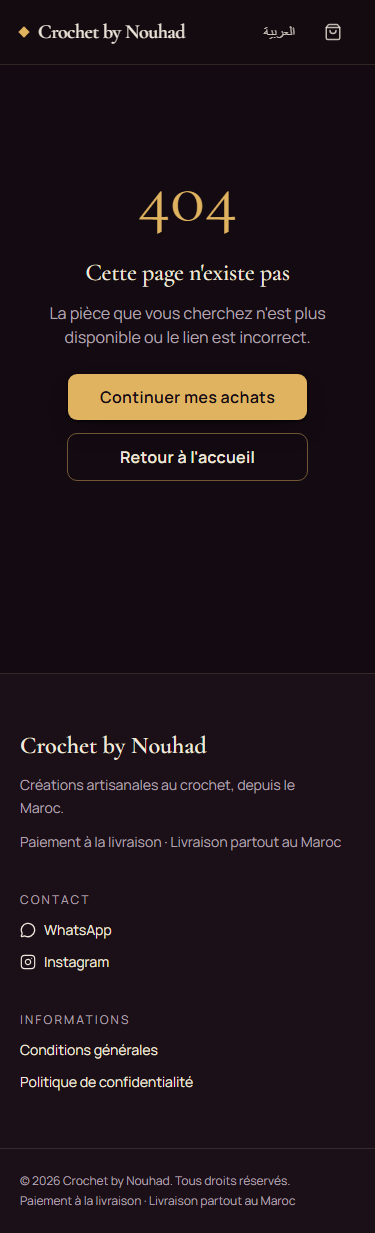 Crochet by Nouhad
العربية
404
Cette page n'existe pas
La pièce que vous cherchez n'est plus
disponible ou le lien est incorrect.
Continuer mes achats
Retour à l'accueil
Crochet by Nouhad
Créations artisanales au crochet, depuis le
Maroc.
Paiement à la livraison · Livraison partout au Maroc
CONTACT
WhatsApp
Instagram
INFORMATIONS
Conditions générales
Politique de confidentialité
© 2026 Crochet by Nouhad. Tous droits réservés.
Paiement à la livraison · Livraison partout au Maroc